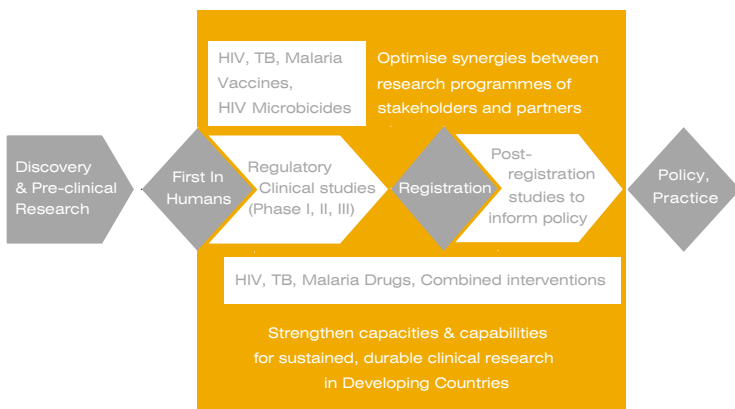 HIV, TB, Malaria
Vaccines,
HIV Microbicides
Optimise synergies between
research programmes of
stakeholders and partners
Discovery
& Pre-clinical
Research
First In
Humans
Regulatory
Clinical studies
(Phase I, II, III)
Registration
Post-
registration
studies to
inform policy
Policy,
Practice
HIV, TB, Malaria Drugs, Combined interventions
Strengthen capacities & capabilities
for sustained, durable clinical research
in Developing Countries